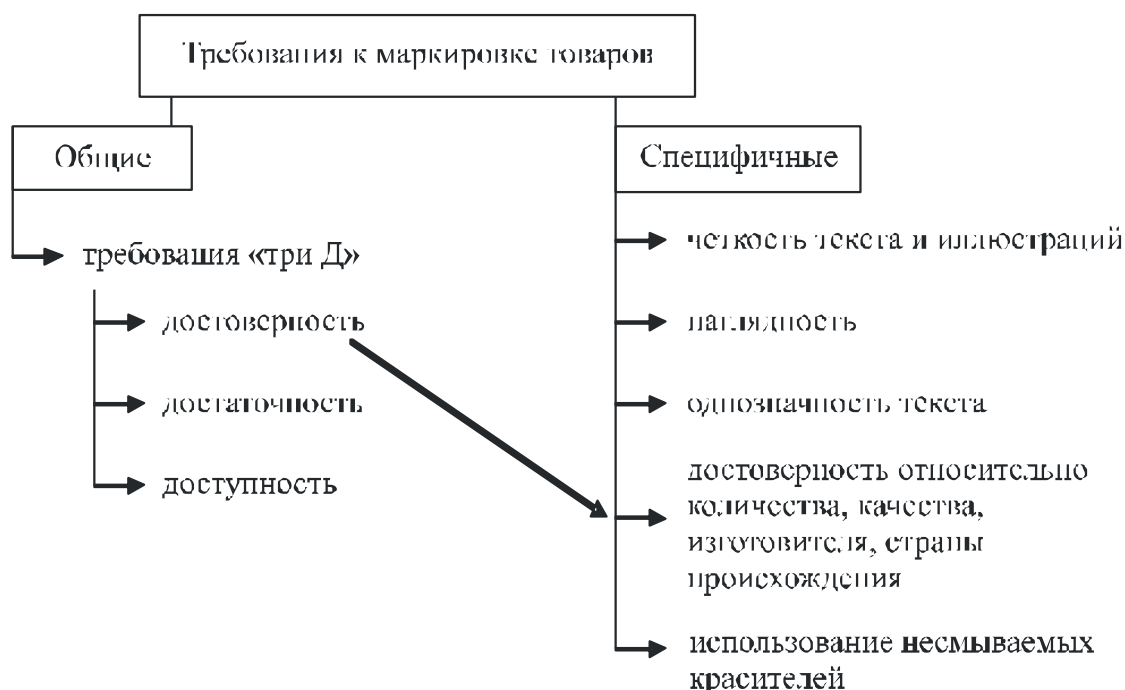 Требования к маркировке товаров
Общие
требования «три Д»
достоверность
достаточность
доступность
Специфичные
четкость текста и иллюстраций
наглядность
однозначность текста
достоверность относительно
количества, качества,
изготовителя, страны
происхождения
использование несмываемых
красителей